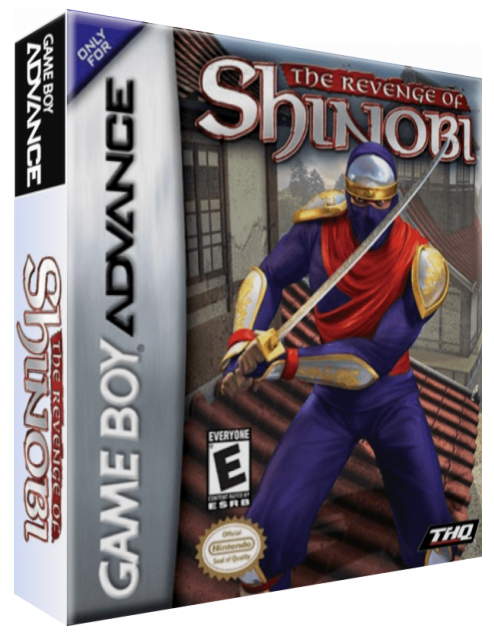 GAME BOY
ADVANCE
THE REVENGE OF
SHINOBI
ONLY
FOR
GAME BOY ADVANCE
THE REVENGE OF
SHINOBI
EVERYONE
E
CONTENT RATED BY
ESRB
Official
Nintendo
Seal of Quality
THQ